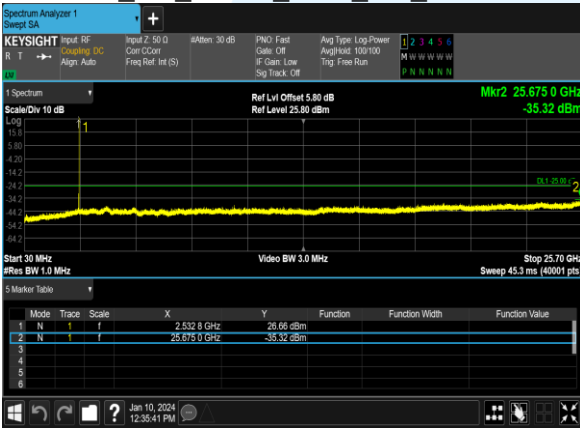 Spectrum Analyzer 1
Swept SA
+
KEYSIGHT Input: RF Input Z: 50 Ω #Atten: 30 dB PNO: Fast Avg Type: Log-Power 1 2 3 4 5 6
R T Coupling: DC Corr CCorr Gate: Off Avg|Hold: 100/100 M W W W W W
Align: Auto Freq Ref: Int (S) IF Gain: Low Trig: Free Run
Sig Track: Off P N N N N N
1 Spectrum Ref Lvl Offset 5.80 dB Mkr2 25.675 0 GHz
Scale/Div 10 dB Ref Level 25.80 dBm -35.32 dBm
Log
1
15.8
5.80
-4.20
-14.2
DL1 -25.00
-24.2
2
-34.2
-44.2
-54.2
-64.2
Start 30 MHz Video BW 3.0 MHz Stop 25.70 GHz
#Res BW 1.0 MHz Sweep 45.3 ms (40001 pts
5 Marker Table
Mode Trace Scale X Y Function Function Width Function Value
1 N 1 f 2.532 8 GHz 26.66 dBm
2 N 1 f 25.675 0 GHz -35.32 dBm
3
4
5
6
? Jan 10, 2024
12:35:41 PM